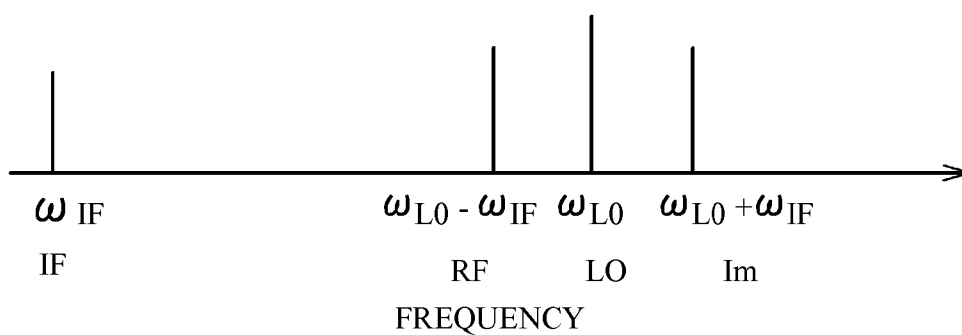 ω IF ω L0 - ω IF ω L0 ω L0 + ω IF
IF RF LO Im
FREQUENCY